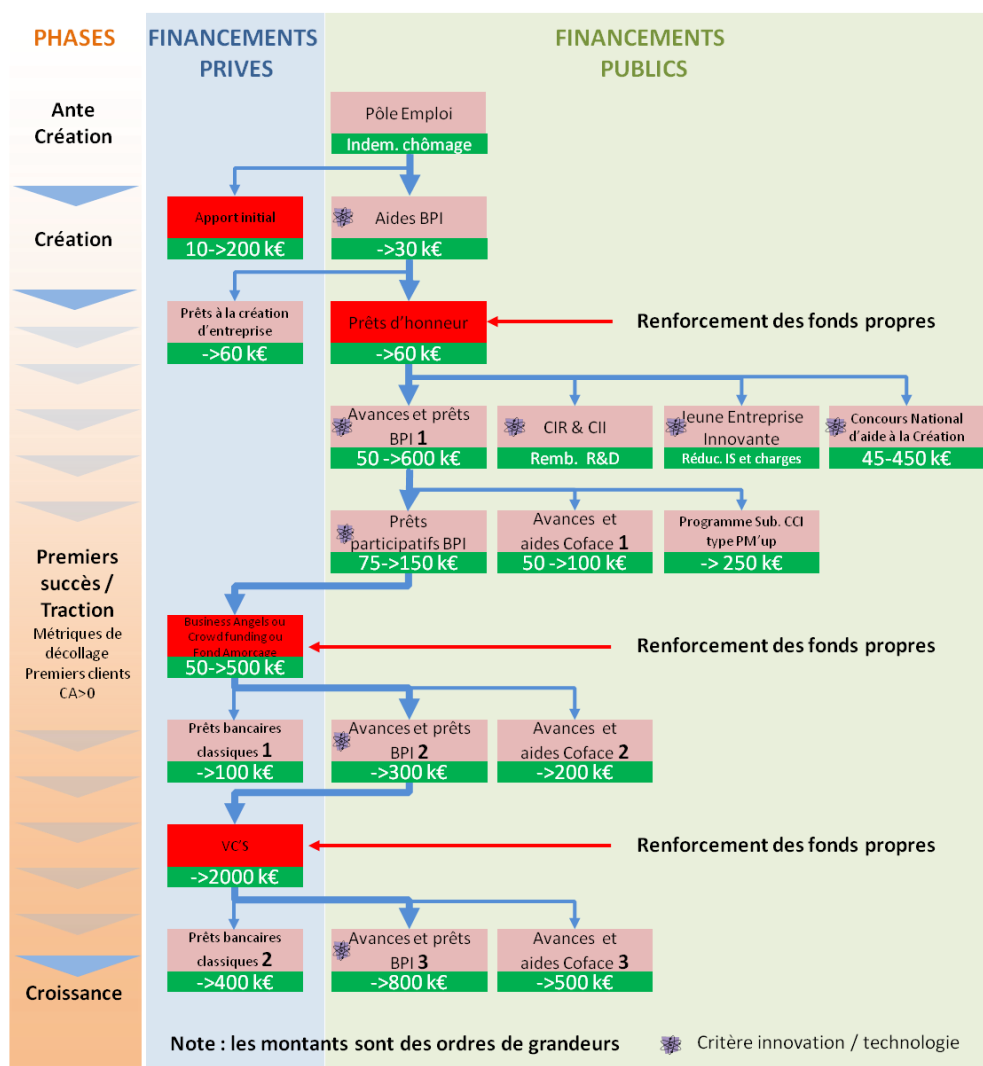 PHASES
FINANCEMENTS
PRIVES
FINANCEMENTS
PUBLICS
Ante
Création
Pôle Emploi
Indem. chômage
Création
Apport initial
10->200 k€
Aides BPI
->30 k€
Prêts à la création
d'entreprise
->60 k€
Prêts d'honneur
->60 k€
Renforcement des fonds propres
Avances et prêts
BPI 1
50 ->600 k€
CIR & CII
Remb. R&D
Jeune Entreprise
Innovante
Réduc. IS et charges
Concours National
d'aide à la Création
45-450 k€
Prêts
participatifs BPI
75->150 k€
Avances et
aides Coface 1
50 ->100 k€
Programme Sub. CCI
type PM'up
-> 250 k€
Premiers
succès /
Traction
Métriques de
décollage
Premiers clients
CA>0
Business Angels ou
Crowd funding ou
Fond Amorcage
50->500 k€
Renforcement des fonds propres
Prêts bancaires
classiques 1
->100 k€
Avances et prêts
BPI 2
->300 k€
Avances et
aides Coface 2
->200 k€
VC'S
->2000 k€
Renforcement des fonds propres
Prêts bancaires
classiques 2
->400 k€
Avances et prêts
BPI 3
->800 k€
Avances et
aides Coface 3
->500 k€
Croissance
Note : les montants sont des ordres de grandeurs
Critère innovation / technologie